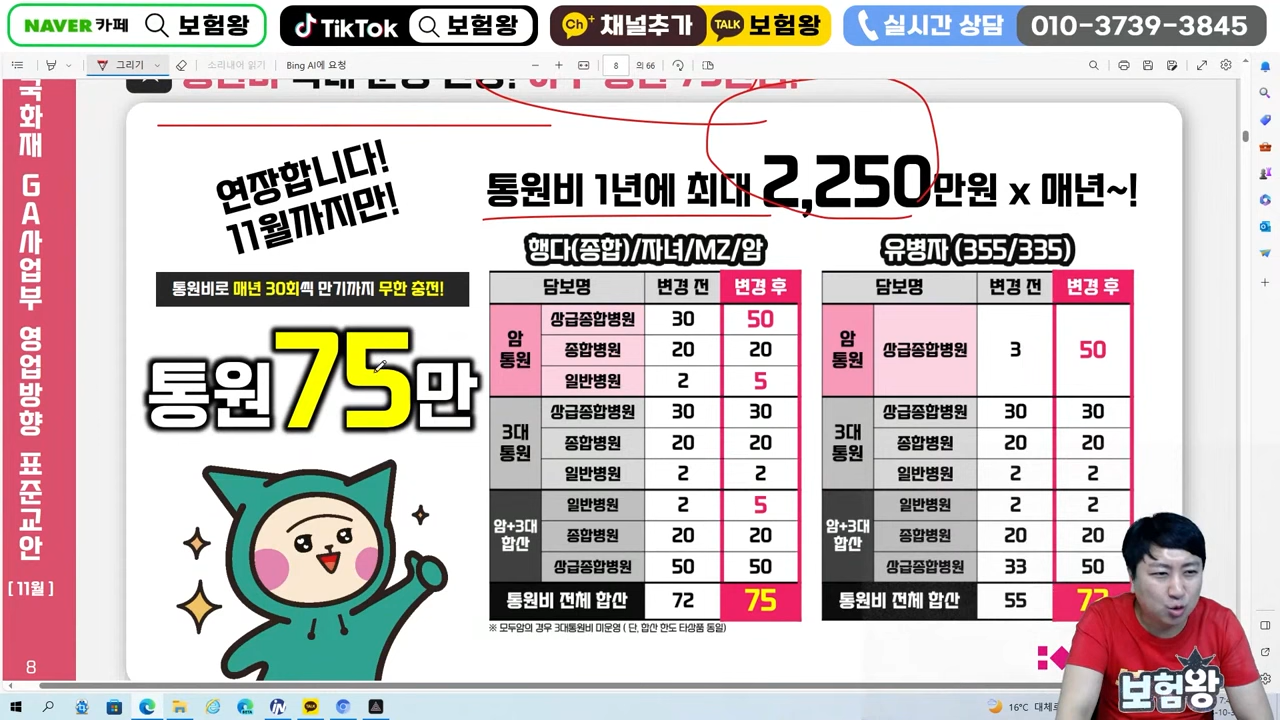 NAVER 카페 보험왕
TikTok 보험왕
Ch+ 채널추가 TALK 보험왕
실시간 상담 010-3739-3845
그리기
소리내어 읽기
Bing AI에 요청
8 의 66
GA사업부 영업방향 표준교안
[ 11월 ]
8
연장합니다!
11월까지만!
통원비 1년에 최대 2,250만원 x 매년~!
통원비로 매년 30회씩 만기까지 무한 충전!
통원75만
행다(종합)/자녀/MZ/암
담보명 변경 전 변경 후
암통원 상급종합병원 30 50
종합병원 20 20
일반병원 2 5
3대통원 상급종합병원 30 30
종합병원 20 20
일반병원 2 2
암+3대합산 일반병원 2 5
종합병원 20 20
상급종합병원 50 50
통원비 전체 합산 72 75
※ 모두암의 경우 3대통원비 미운영 ( 단, 합산 한도 타상품 동일)
유병자 (355/335)
담보명 변경 전 변경 후
암통원 상급종합병원 3 50
3대통원 상급종합병원 30 30
종합병원 20 20
일반병원 2 2
암+3대합산 일반병원 2 2
종합병원 20 20
상급종합병원 33 50
통원비 전체 합산 55
보험왕
16°C